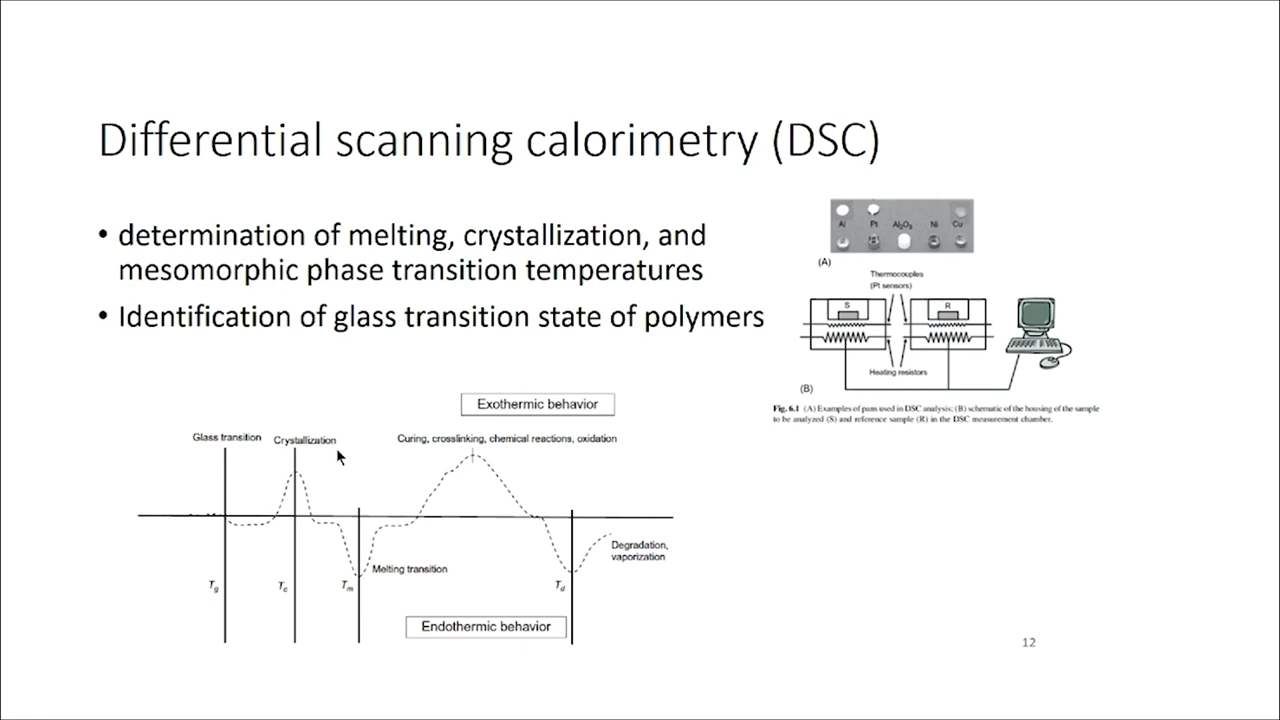 Differential scanning calorimetry (DSC)
• determination of melting, crystallization, and
mesomorphic phase transition temperatures
• Identification of glass transition state of polymers
Al Pt Al₂O₃ Ni Cu
(A)
Thermocouples
(Pt sensors)
S R
Heating resistors
(B)
Fig. 6.1 (A) Examples of pans used in DSC analysis; (B) schematic of the housing of the sample
to be analyzed (S) and reference sample (R) in the DSC measurement chamber.
Exothermic behavior
Glass transition Crystallization Curing, crosslinking, chemical reactions, oxidation
Degradation,
vaporization
Melting transition
Tg Tc Tm Td
Endothermic behavior
12